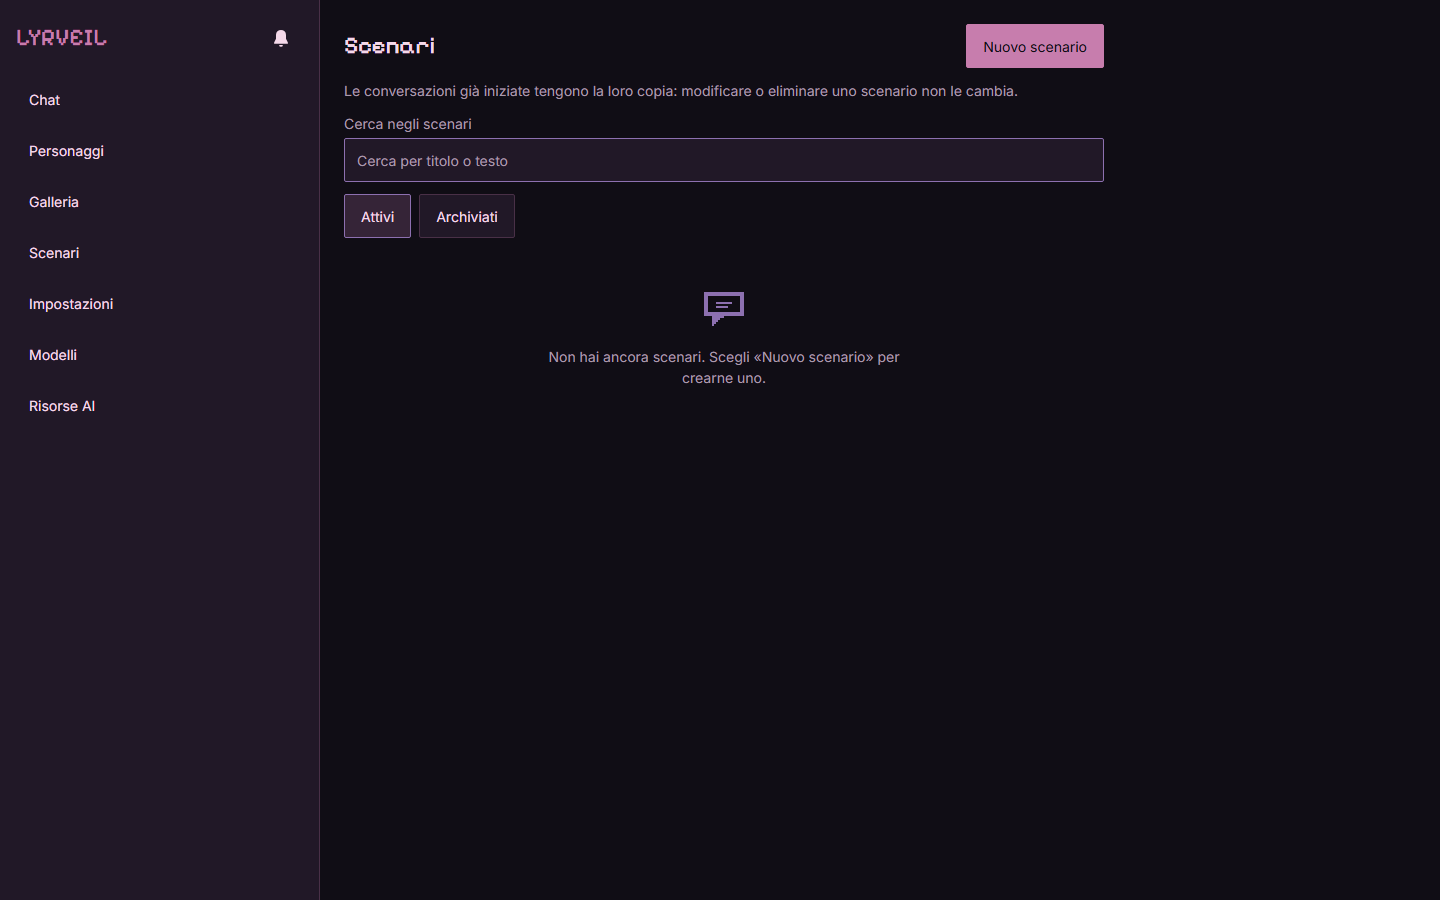 LYRVEIL
Chat
Personaggi
Galleria
Scenari
Impostazioni
Modelli
Risorse AI
Scenari
Nuovo scenario
Le conversazioni già iniziate tengono la loro copia: modificare o eliminare uno scenario non le cambia.
Cerca negli scenari
Cerca per titolo o testo
Attivi
Archiviati
Non hai ancora scenari. Scegli «Nuovo scenario» per
crearne uno.